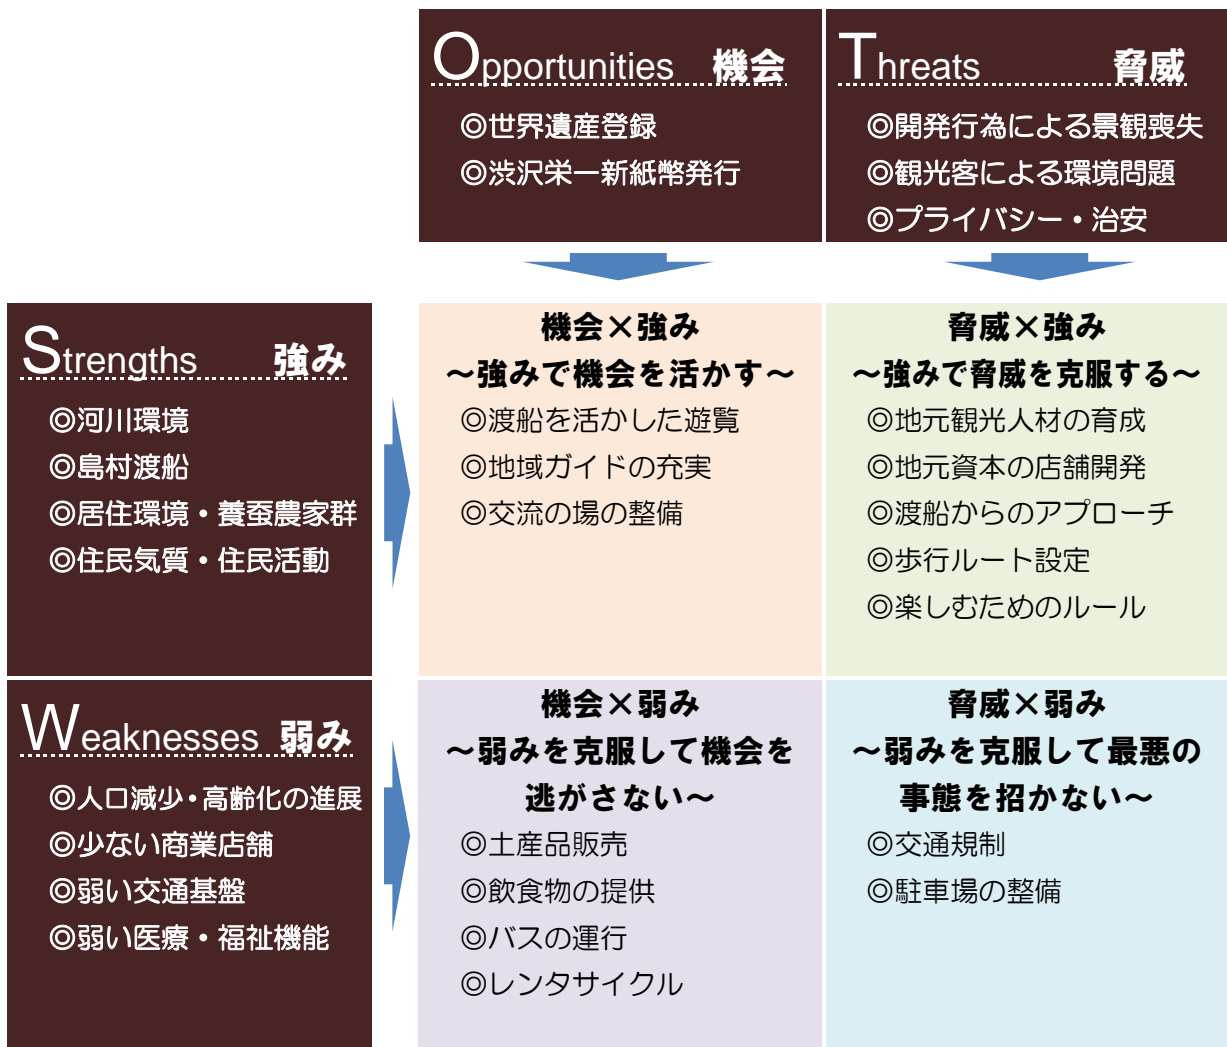 Opportunities 機会
◎世界遺産登録
◎渋沢栄一新紙幣発行
Threats 脅威
◎開発行為による景観喪失
◎観光客による環境問題
◎プライバシー・治安
Strengths 強み
◎河川環境
◎島村渡船
◎居住環境・養蚕農家群
◎住民気質・住民活動
機会×強み
～強みで機会を活かす～
◎渡船を活かした遊覧
◎地域ガイドの充実
◎交流の場の整備
脅威×強み
～強みで脅威を克服する～
◎地元観光人材の育成
◎地元資本の店舗開発
◎渡船からのアプローチ
◎歩行ルート設定
◎楽しむためのルール
Weaknesses 弱み
◎人口減少・高齢化の進展
◎少ない商業店舗
◎弱い交通基盤
◎弱い医療・福祉機能
機会×弱み
～弱みを克服して機会を
逃がさない～
◎土産品販売
◎飲食物の提供
◎バスの運行
◎レンタサイクル
脅威×弱み
～弱みを克服して最悪の
事態を招かない～
◎交通規制
◎駐車場の整備